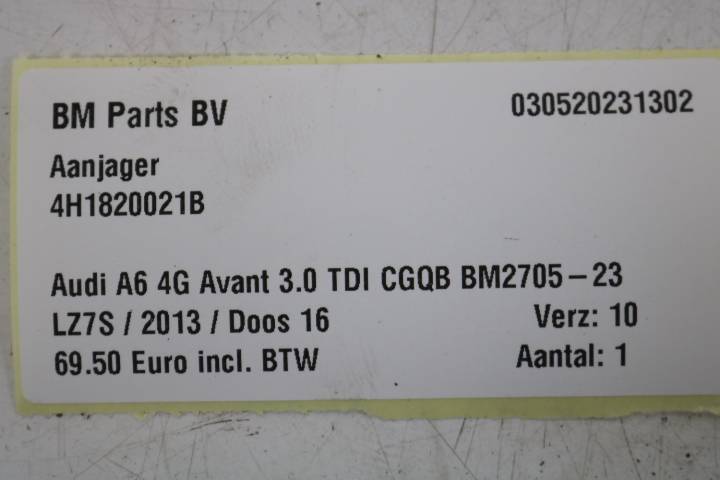 BM Parts BV 030520231302
Aanjager
4H1820021B
Audi A6 4G Avant 3.0 TDI CGQB BM2705-23
LZ7S / 2013 / Doos 16 Verz: 10
69.50 Euro incl. BTW Aantal: 1